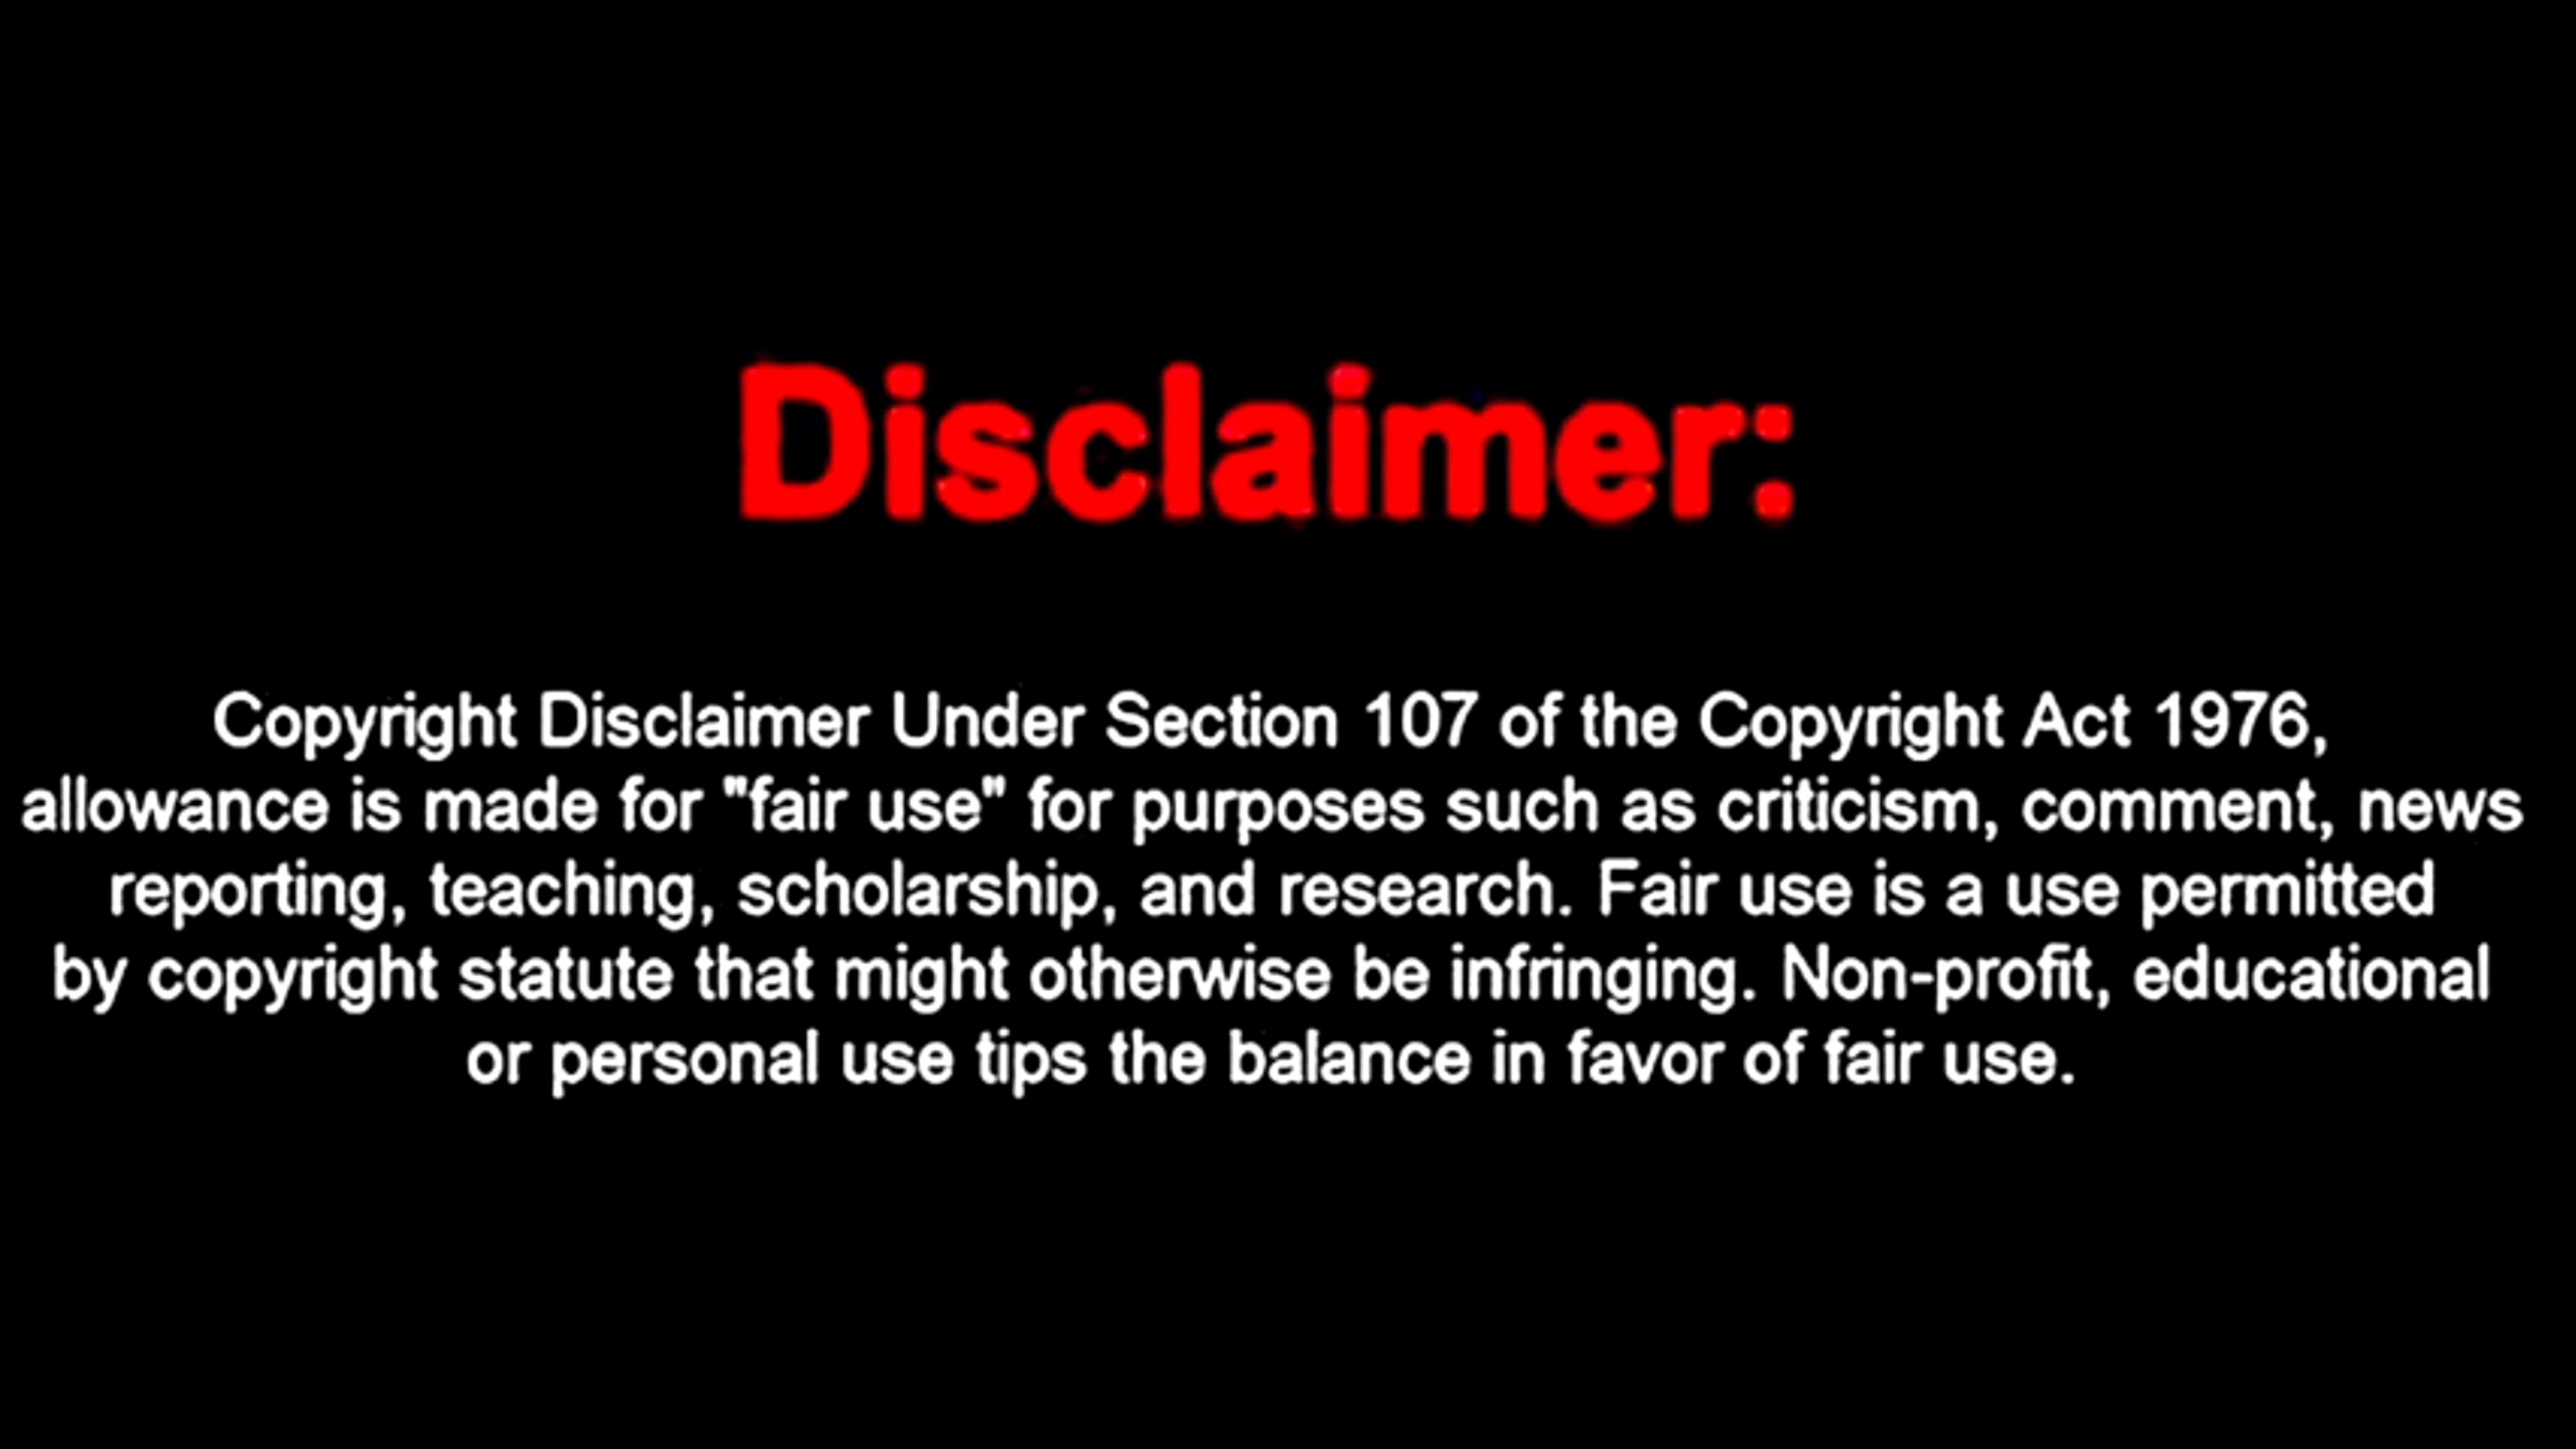 Disclaimer:
Copyright Disclaimer Under Section 107 of the Copyright Act 1976,
allowance is made for "fair use" for purposes such as criticism, comment, news
reporting, teaching, scholarship, and research. Fair use is a use permitted
by copyright statute that might otherwise be infringing. Non-profit, educational
or personal use tips the balance in favor of fair use.